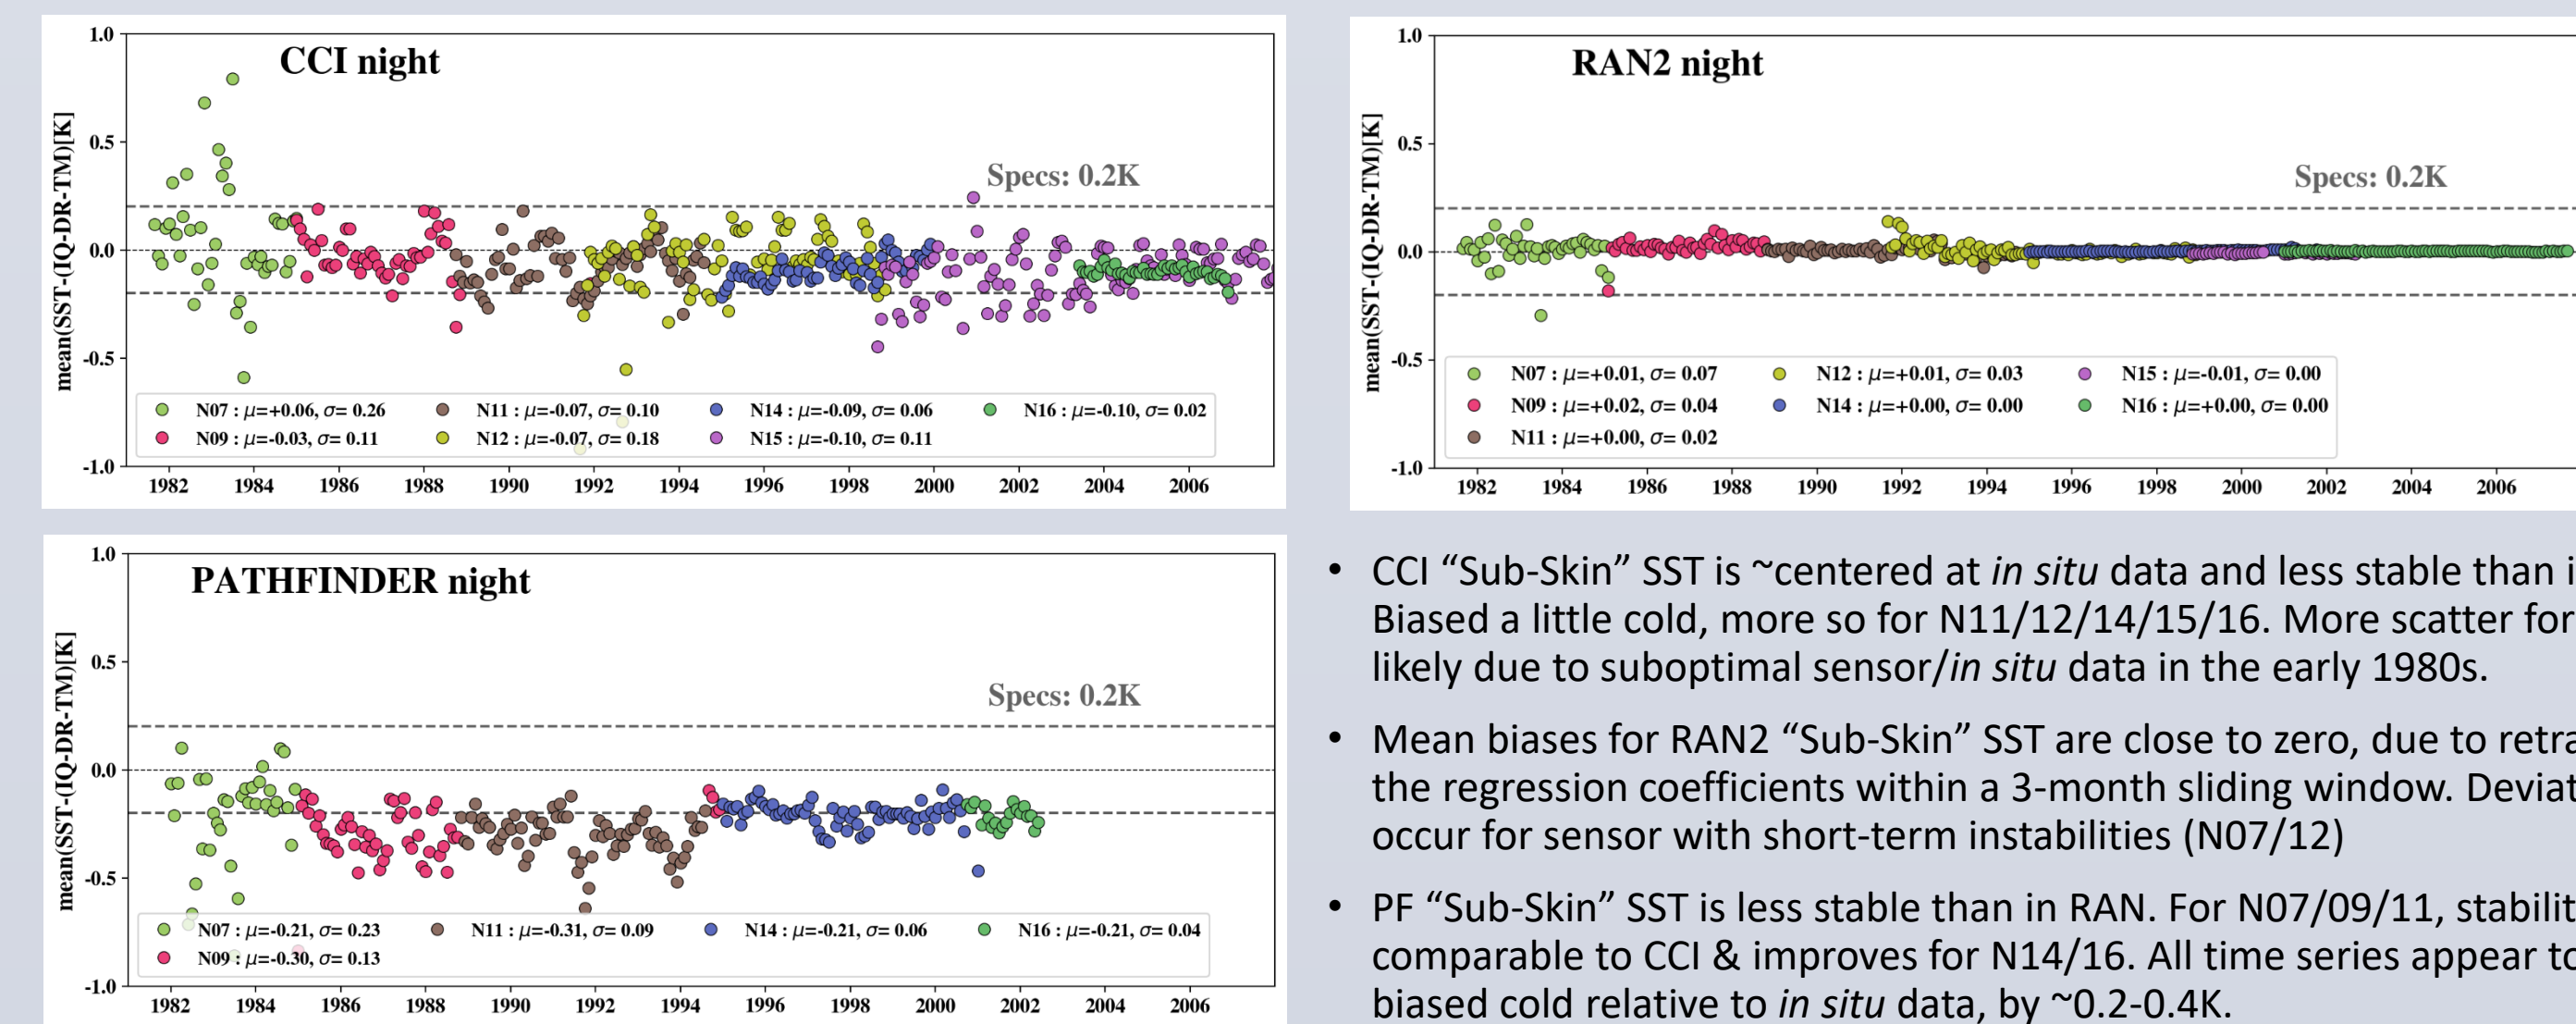 CCI night
mean(SST-(IQ-DR-TM)[K]
1.0
0.5
0.0
-0.5
-1.0
Specs: 0.2K
N07 : μ=+0.06, σ= 0.26 N11 : μ=-0.07, σ= 0.10 N14 : μ=-0.09, σ= 0.06 N16 : μ=-0.10, σ= 0.02
N09 : μ=-0.03, σ= 0.11 N12 : μ=-0.07, σ= 0.18 N15 : μ=-0.10, σ= 0.11
1982 1984 1986 1988 1990 1992 1994 1996 1998 2000 2002 2004 2006
RAN2 night
mean(SST-(IQ-DR-TM)[K]
1.0
0.5
0.0
-0.5
-1.0
Specs: 0.2K
N07 : μ=+0.01, σ= 0.07 N12 : μ=+0.01, σ= 0.03 N15 : μ=-0.01, σ= 0.00
N09 : μ=+0.02, σ= 0.04 N14 : μ=+0.00, σ= 0.00 N16 : μ=+0.00, σ= 0.00
N11 : μ=+0.00, σ= 0.02
1982 1984 1986 1988 1990 1992 1994 1996 1998 2000 2002 2004 2006
PATHFINDER night
mean(SST-(IQ-DR-TM)[K]
1.0
0.5
0.0
-0.5
-1.0
Specs: 0.2K
N07 : μ=-0.21, σ= 0.23 N11 : μ=-0.31, σ= 0.09 N14 : μ=-0.21, σ= 0.06 N16 : μ=-0.21, σ= 0.04
N09 : μ=-0.30, σ= 0.13
1982 1984 1986 1988 1990 1992 1994 1996 1998 2000 2002 2004 2006
• CCI “Sub-Skin” SST is ~centered at in situ data and less stable than
Biased a little cold, more so for N11/12/14/15/16. More scatter for
likely due to suboptimal sensor/in situ data in the early 1980s.
• Mean biases for RAN2 “Sub-Skin” SST are close to zero, due to
the regression coefficients within a 3-month sliding window.
occur for sensor with short-term instabilities (N07/12)
• PF “Sub-Skin” SST is less stable than in RAN. For N07/09/11,
comparable to CCI & improves for N14/16. All time series appear
biased cold relative to in situ data, by ~0.2-0.4K.